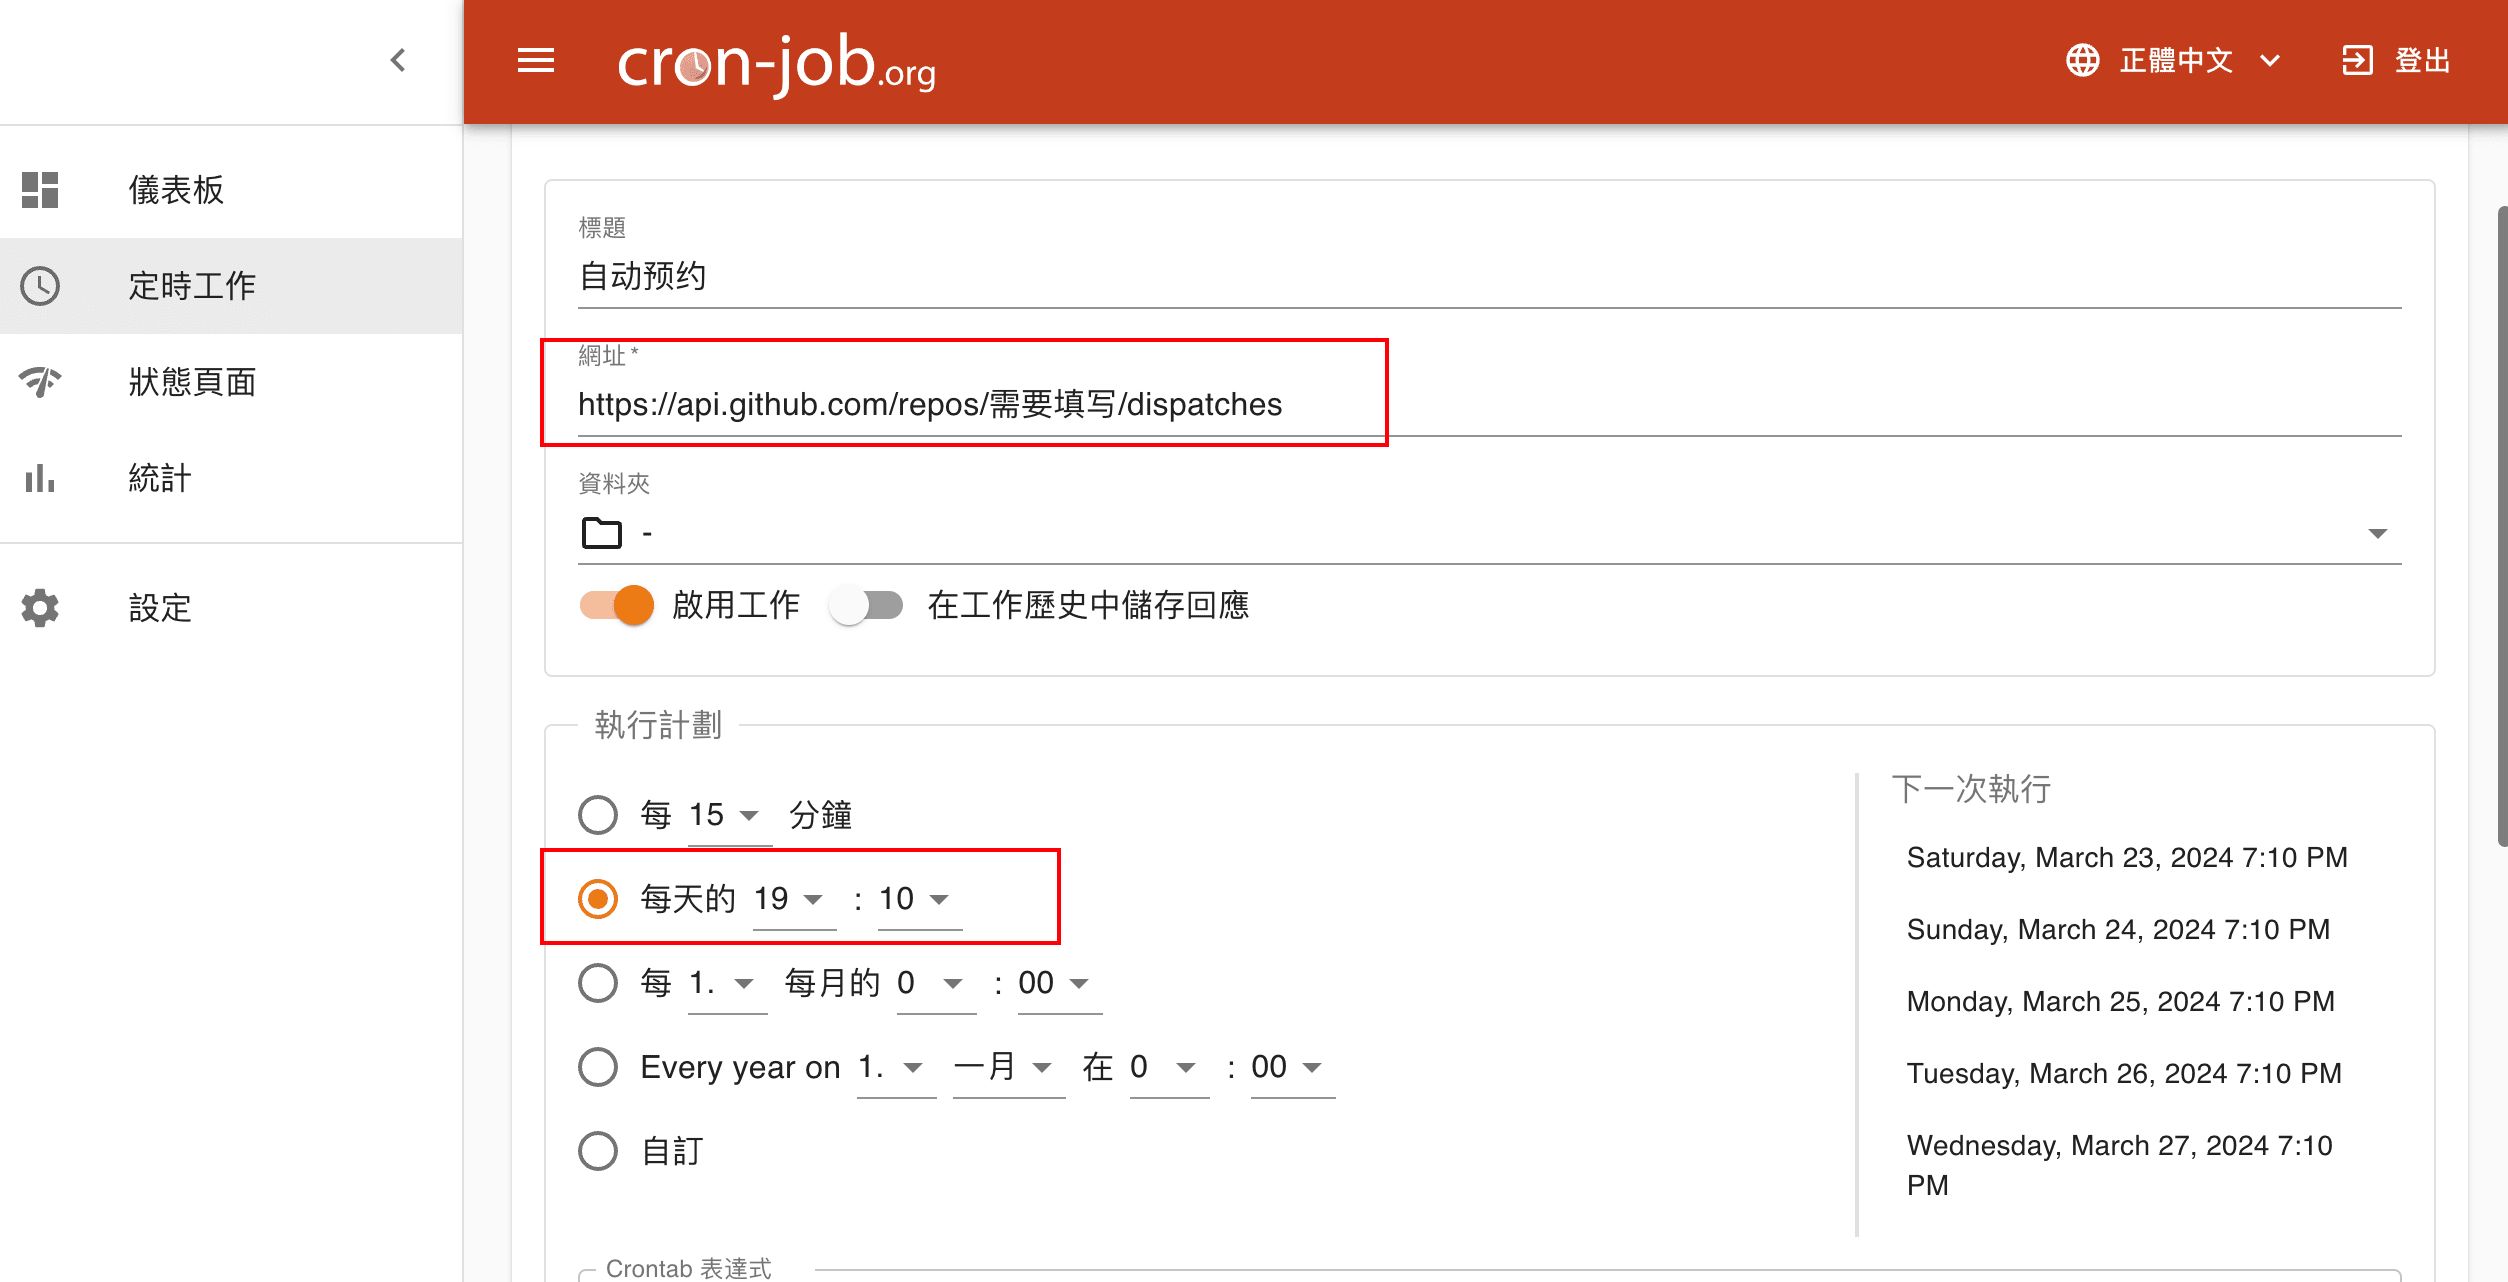 cron-job.org
正體中文
登出
儀表板
定時工作
狀態頁面
統計
設定
標題
自动预约
網址 *
https://api.github.com/repos/需要填写/dispatches
資料夾
-
啟用工作 在工作歷史中儲存回應
執行計劃
每 15 分鐘
每天的 19 : 10
每 1. 每月的 0 : 00
Every year on 1. 一月 在 0 : 00
自訂
下一次執行
Saturday, March 23, 2024 7:10 PM
Sunday, March 24, 2024 7:10 PM
Monday, March 25, 2024 7:10 PM
Tuesday, March 26, 2024 7:10 PM
Wednesday, March 27, 2024 7:10
PM
Crontab 表達式